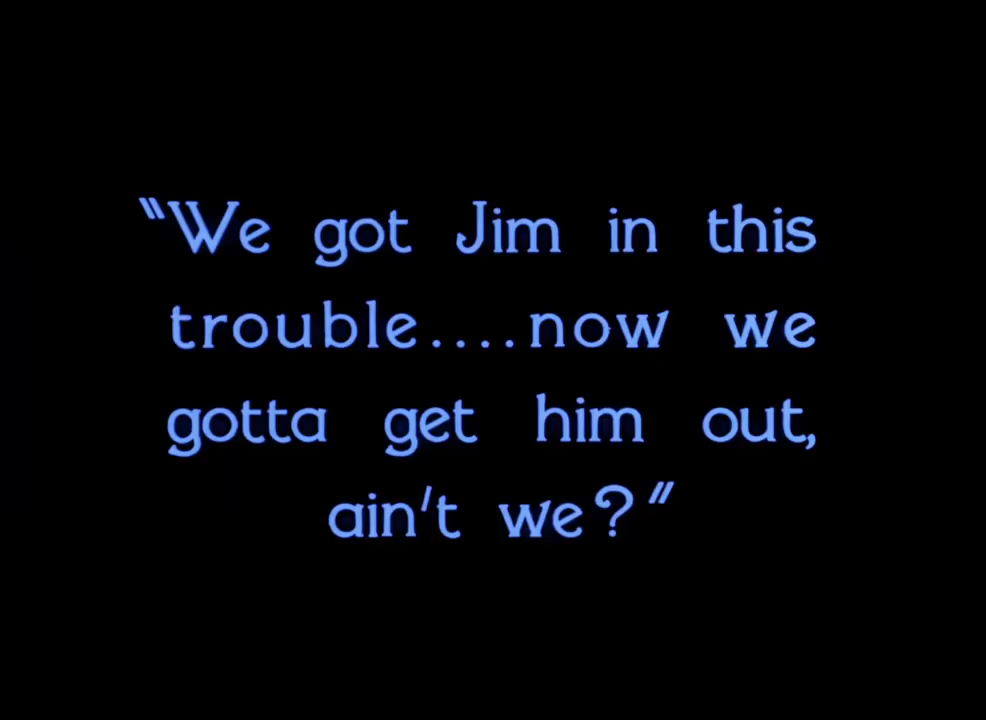 "We got Jim in this
trouble....now we
gotta get him out,
ain't we?"